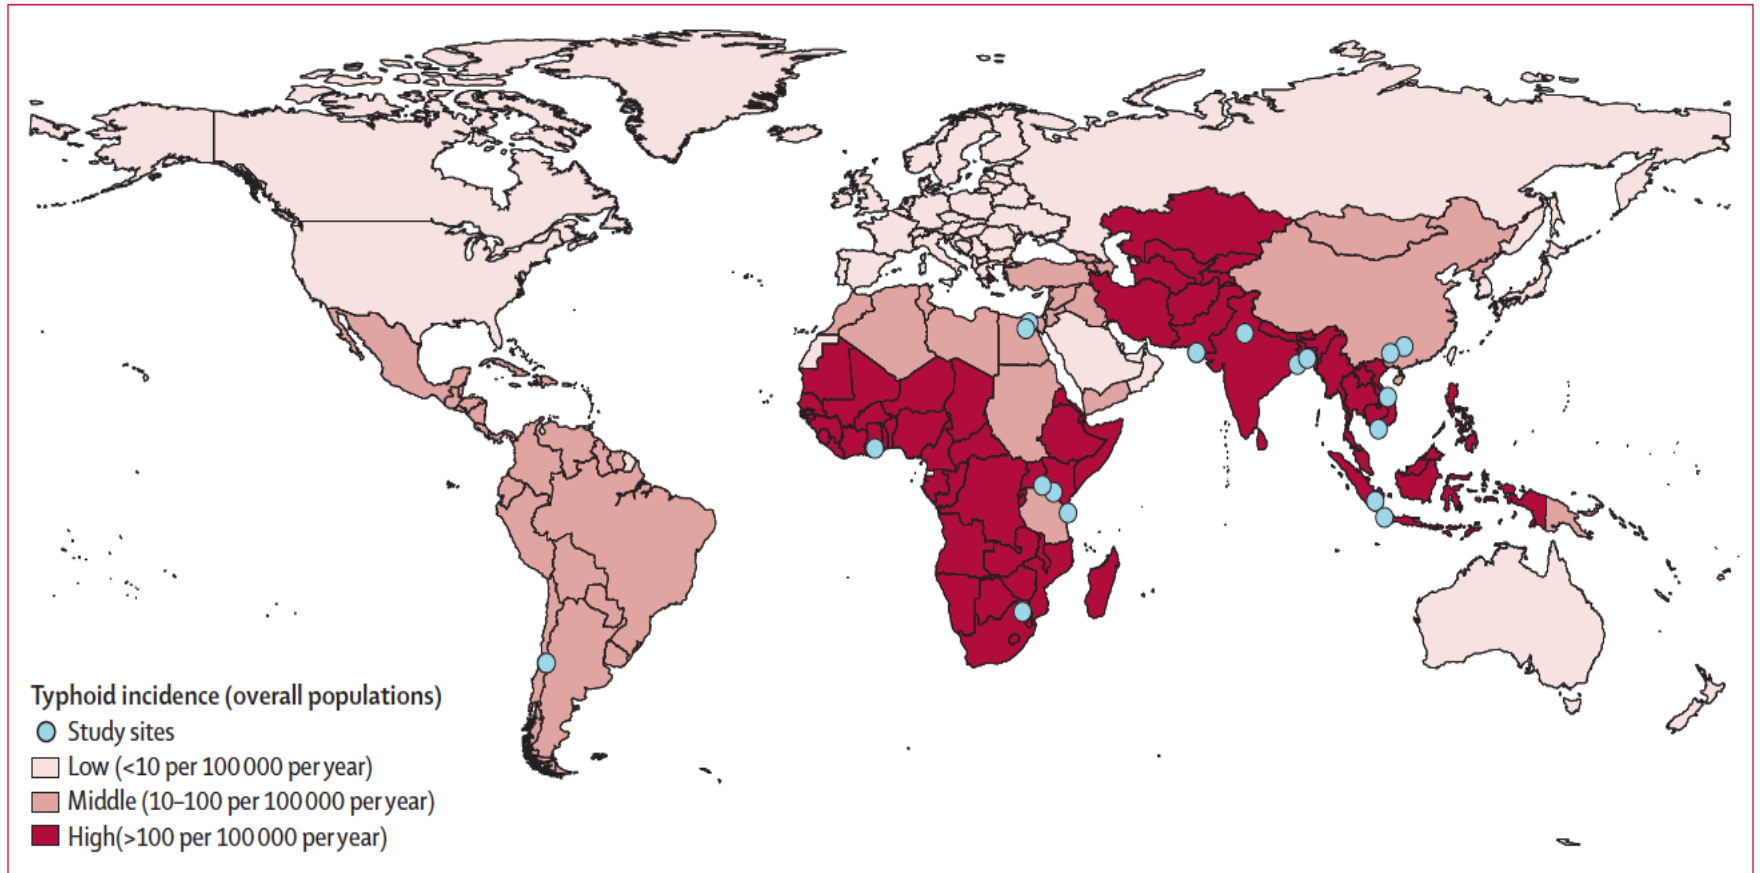 Typhoid incidence (overall populations)
Study sites
Low (<10 per 100 000 per year)
Middle (10–100 per 100 000 per year)
High(>100 per 100 000 per year)